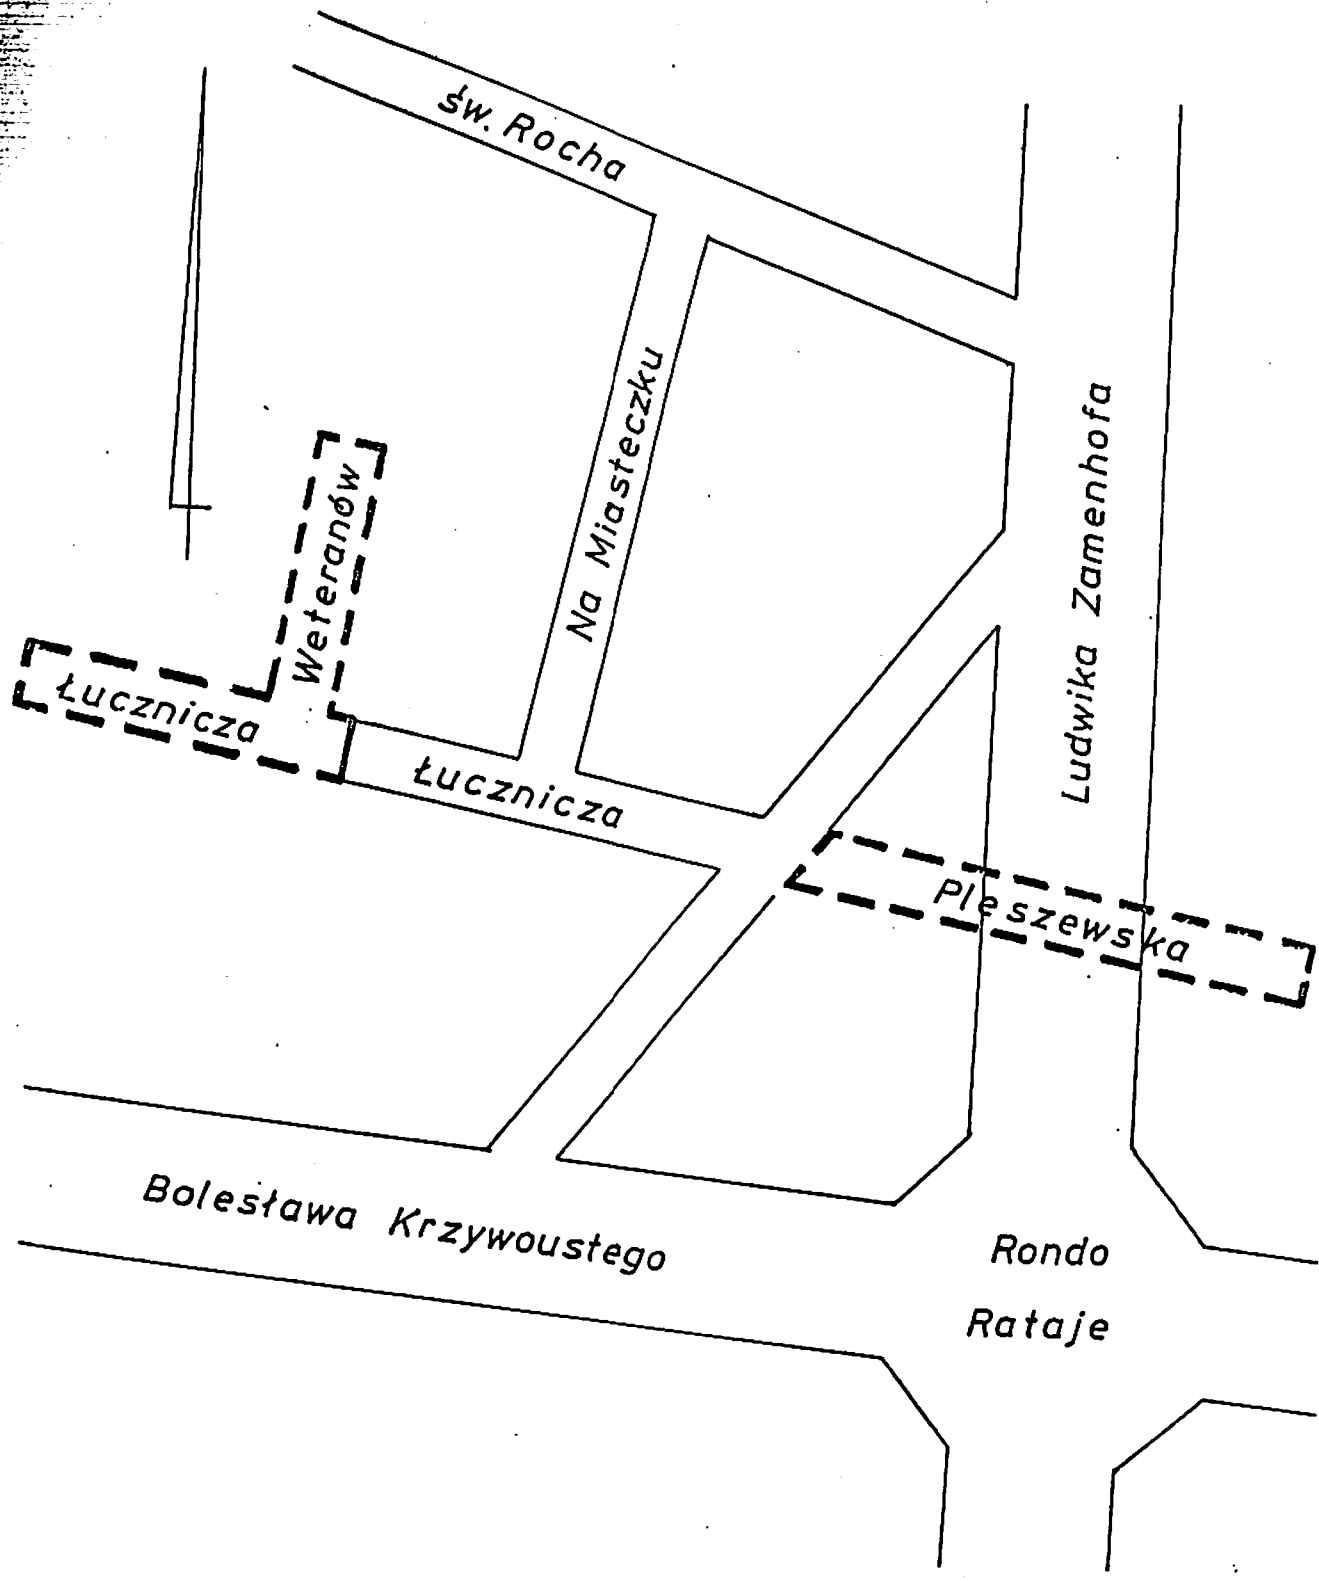 św. Rocha
Na Miasteczku
Ludwika Zamenhofa
Weteranów
Łucznicza
Łucznicza
Pleszewska
Bolesława Krzywoustego
Rondo
Rataje